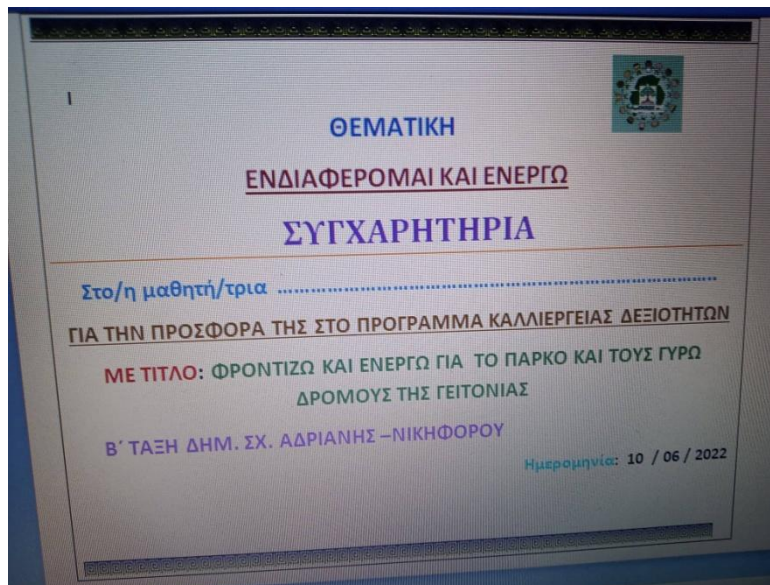 ΘΕΜΑΤΙΚΗ
ΕΝΔΙΑΦΕΡΟΜΑΙ ΚΑΙ ΕΝΕΡΓΩ
ΣΥΓΧΑΡΗΤΗΡΙΑ
Στο/η μαθητή/τρια ……………………………………………………………………
ΓΙΑ ΤΗΝ ΠΡΟΣΦΟΡΑ ΤΗΣ ΣΤΟ ΠΡΟΓΡΑΜΜΑ ΚΑΛΛΙΕΡΓΕΙΑΣ ΔΕΞΙΟΤΗΤΩΝ
ΜΕ ΤΙΤΛΟ: ΦΡΟΝΤΙΖΩ ΚΑΙ ΕΝΕΡΓΩ ΓΙΑ ΤΟ ΠΑΡΚΟ ΚΑΙ ΤΟΥΣ ΓΥΡΩ
ΔΡΟΜΟΥΣ ΤΗΣ ΓΕΙΤΟΝΙΑΣ
Β΄ ΤΑΞΗ ΔΗΜ. ΣΧ. ΑΔΡΙΑΝΗΣ –ΝΙΚΗΦΟΡΟΥ
Ημερομηνία: 10 / 06 / 2022